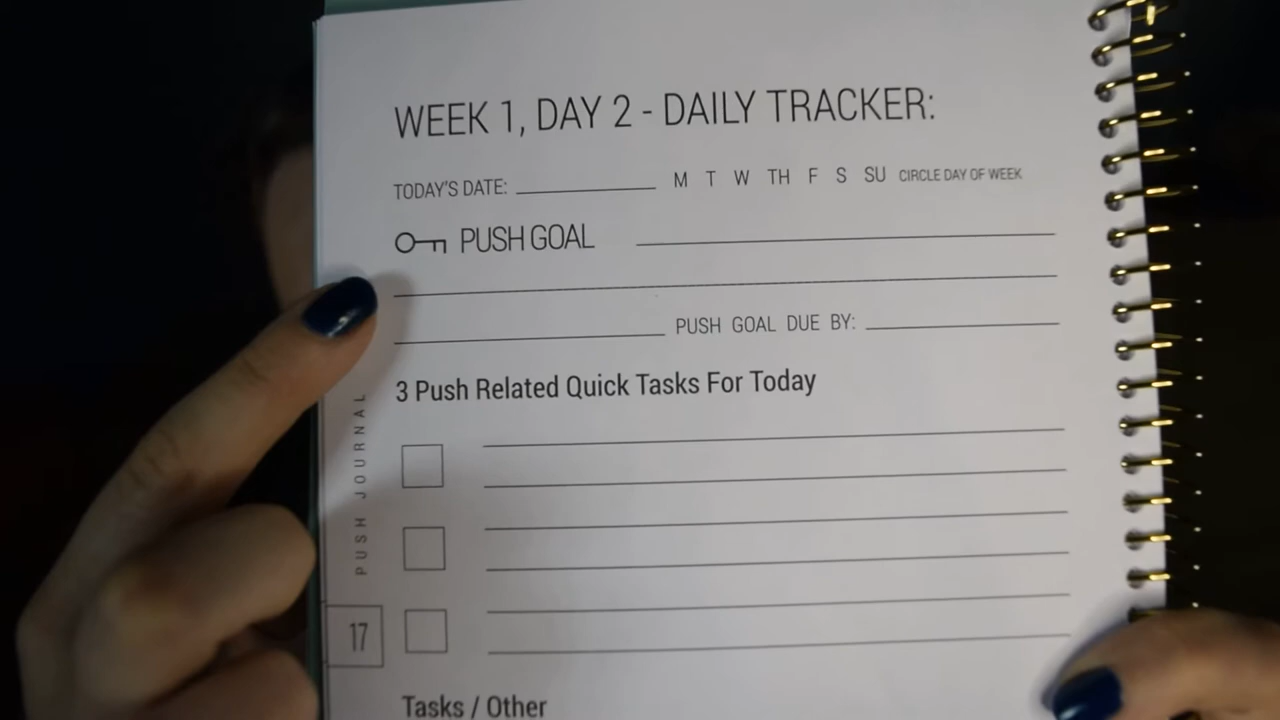 WEEK 1, DAY 2 - DAILY TRACKER:
TODAY'S DATE: M T W TH F S SU CIRCLE DAY OF WEEK
PUSH GOAL
PUSH GOAL DUE BY:
3 Push Related Quick Tasks For Today
PUSH JOURNAL
17
Tasks / Other